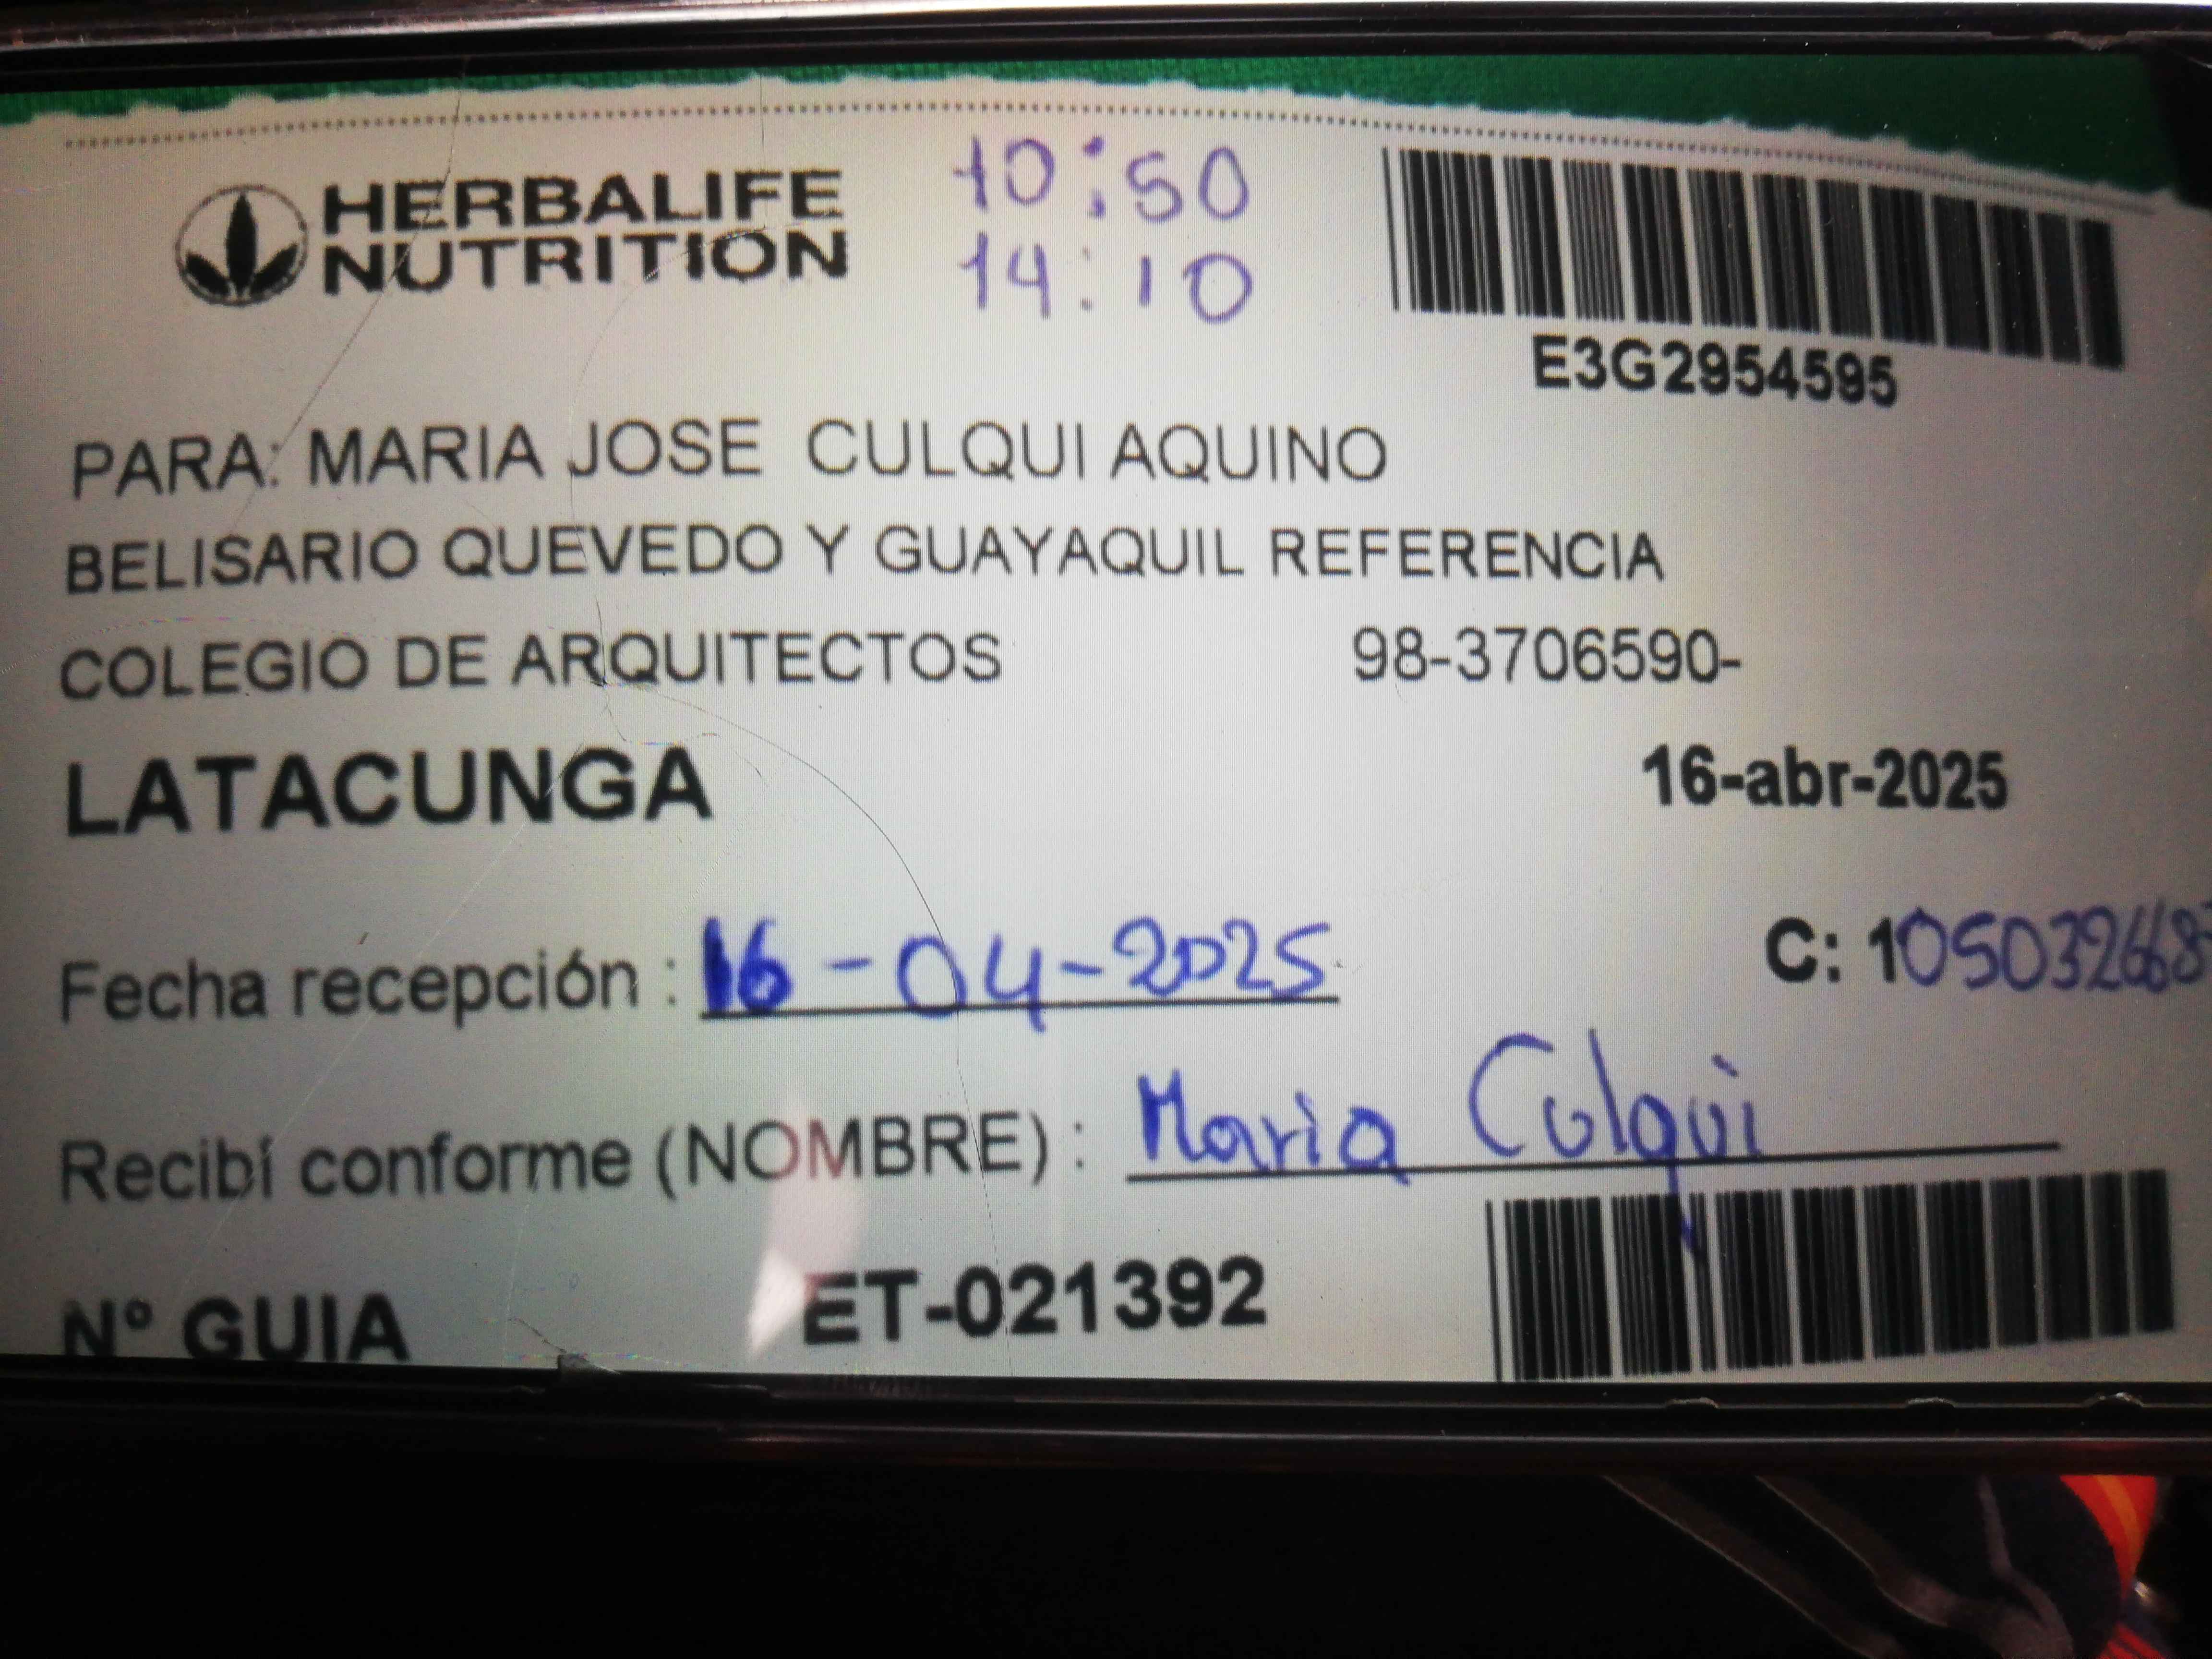 HERBALIFE
NUTRITION
10:50
14:10
E3G2954595
PARA: MARIA JOSE CULQUI AQUINO
BELISARIO QUEVEDO Y GUAYAQUIL REFERENCIA
COLEGIO DE ARQUITECTOS 98-3706590-
LATACUNGA 16-abr-2025
Fecha recepción : 16-04-2025 C: 1
Recibí conforme (NOMBRE) : Maria Culqui
Nº GUIA ET-021392